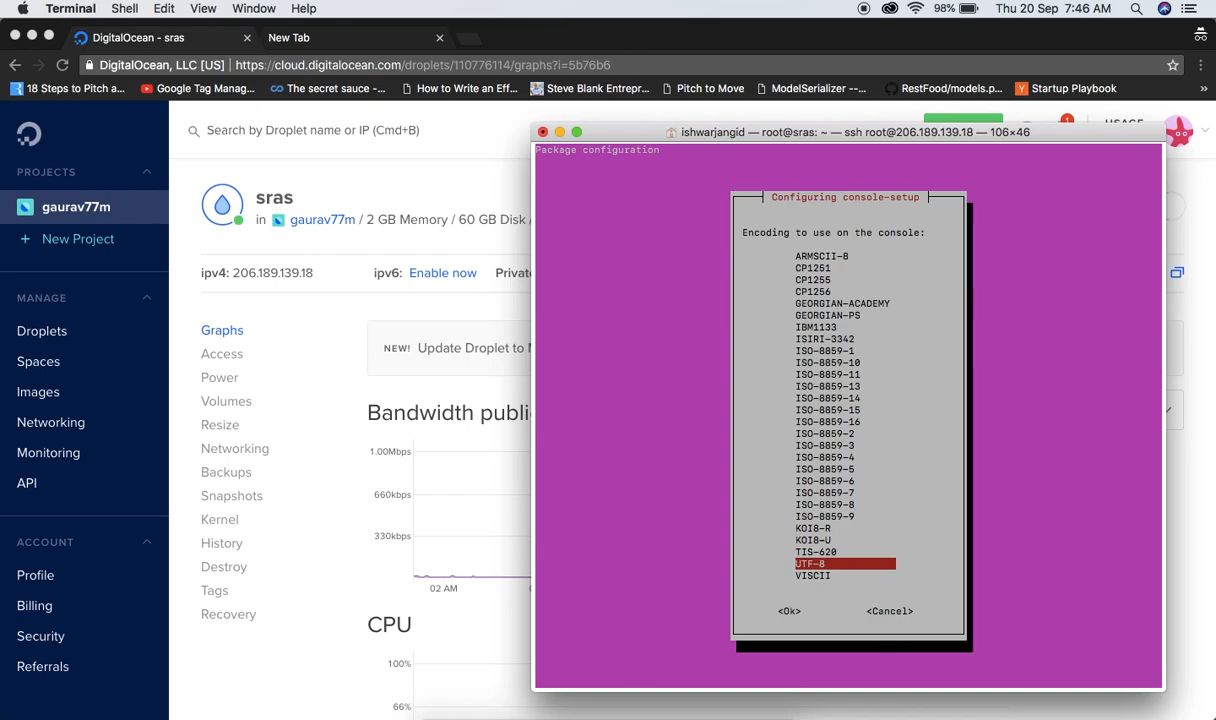 Terminal Shell Edit View Window Help 98% Thu 20 Sep 7:46 AM
DigitalOcean - sras New Tab
DigitalOcean, LLC [US] https://cloud.digitalocean.com/droplets/110776114/graphs?i=5b76b6
18 Steps to Pitch a... Google Tag Manag... The secret sauce -... How to Write an Eff... Steve Blank Entrepr... Pitch to Move ModelSerializer --... RestFood/models.p... Startup Playbook »
Search by Droplet name or IP (Cmd+B)
PROJECTS
gaurav77m
+ New Project
MANAGE
Droplets
Spaces
Images
Networking
Monitoring
API
ACCOUNT
Profile
Billing
Security
Referrals
sras
in gaurav77m / 2 GB Memory / 60 GB Disk /
ipv4: 206.189.139.18 ipv6: Enable now Privat
Graphs
Access
Power
Volumes
Resize
Networking
Backups
Snapshots
Kernel
History
Destroy
Tags
Recovery
NEW! Update Droplet to
Bandwidth publi
1.00Mbps
660kbps
330kbps
02 AM
CPU
100%
66%
1
ishwarjangid — root@sras: ~ — ssh root@206.189.139.18 — 106×46
Package configuration
Configuring console-setup
Encoding to use on the console:
ARMSCII-8
CP1251
CP1255
CP1256
GEORGIAN-ACADEMY
GEORGIAN-PS
IBM1133
ISIRI-3342
ISO-8859-1
ISO-8859-10
ISO-8859-11
ISO-8859-13
ISO-8859-14
ISO-8859-15
ISO-8859-16
ISO-8859-2
ISO-8859-3
ISO-8859-4
ISO-8859-5
ISO-8859-6
ISO-8859-7
ISO-8859-8
ISO-8859-9
KOI8-R
KOI8-U
TIS-620
UTF-8
VISCII
<Ok> <Cancel>